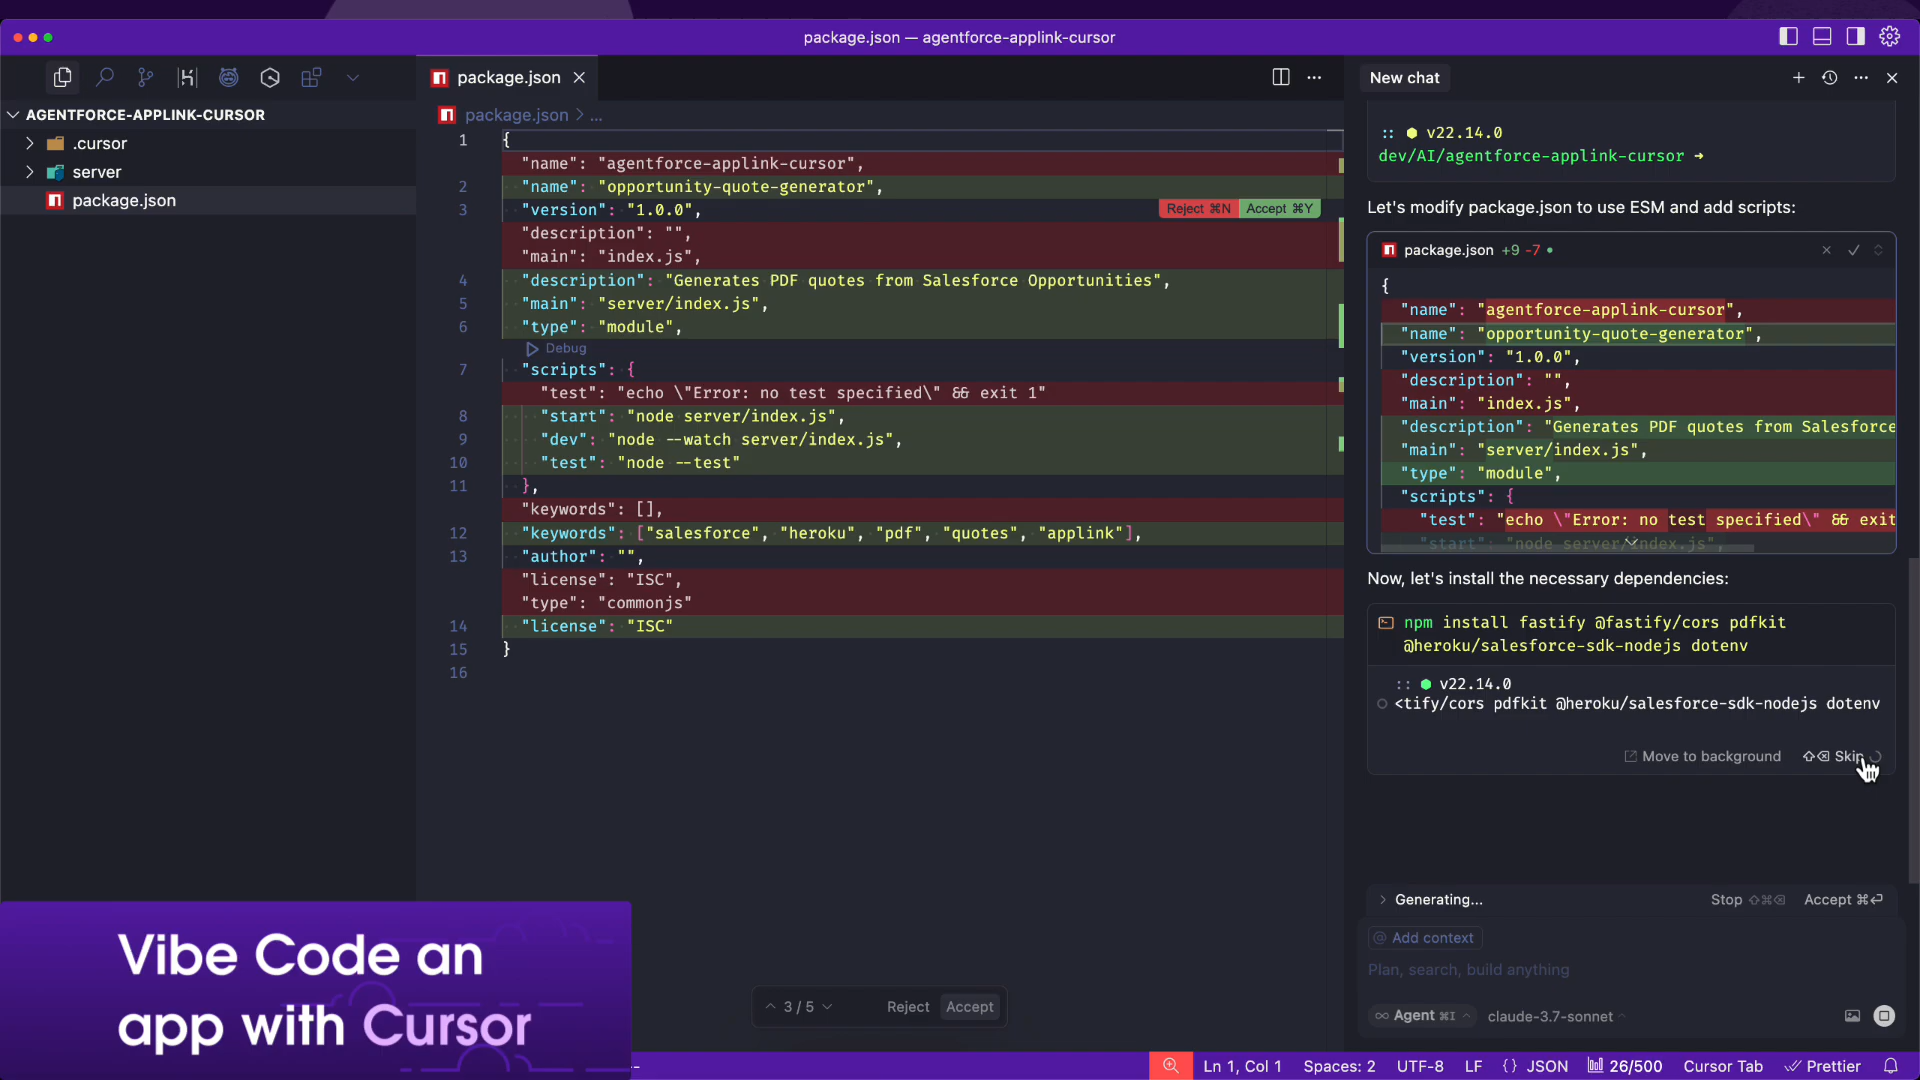 package.json — agentforce-applink-cursor
AGENTFORCE-APPLINK-CURSOR
.cursor
server
package.json
package.json
package.json > ...
1 {
"name": "agentforce-applink-cursor",
2 "name": "opportunity-quote-generator",
3 "version": "1.0.0",
Reject ⌘N Accept ⌘Y
"description": "",
"main": "index.js",
4 "description": "Generates PDF quotes from Salesforce Opportunities",
5 "main": "server/index.js",
6 "type": "module",
Debug
7 "scripts": {
"test": "echo \"Error: no test specified\" && exit 1"
8 "start": "node server/index.js",
9 "dev": "node --watch server/index.js",
10 "test": "node --test"
11 },
"keywords": [],
12 "keywords": ["salesforce", "heroku", "pdf", "quotes", "applink"],
13 "author": "",
"license": "ISC",
"type": "commonjs"
14 "license": "ISC"
15 }
16
3 / 5 Reject Accept
New chat
:: v22.14.0
dev/AI/agentforce-applink-cursor ➜
Let's modify package.json to use ESM and add scripts:
package.json +9 -7
{
"name": "agentforce-applink-cursor",
"name": "opportunity-quote-generator",
"version": "1.0.0",
"description": "",
"main": "index.js",
"description": "Generates PDF quotes from Salesforce
"main": "server/index.js",
"type": "module",
"scripts": {
"test": "echo \"Error: no test specified\" && exit
"start": "node server/index.js",
Now, let's install the necessary dependencies:
npm install fastify @fastify/cors pdfkit
@heroku/salesforce-sdk-nodejs dotenv
:: v22.14.0
<tify/cors pdfkit @heroku/salesforce-sdk-nodejs dotenv
Move to background ⇧⌫ Skip
Generating... Stop ⇧⌘⌫ Accept ⌘⏎
@ Add context
Plan, search, build anything
∞ Agent ⌘I claude-3.7-sonnet
Vibe Code an
app with Cursor
Ln 1, Col 1 Spaces: 2 UTF-8 LF {} JSON 26/500 Cursor Tab Prettier